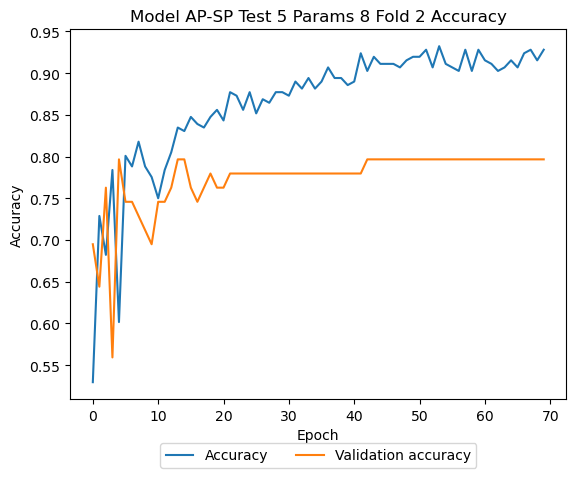 Model AP-SP Test 5 Params 8 Fold 2 Accuracy
0.95
0.90
0.85
0.80
0.75
0.70
0.65
0.60
0.55
Accuracy
0 10 20 30 40 50 60 70
Epoch
Accuracy Validation accuracy